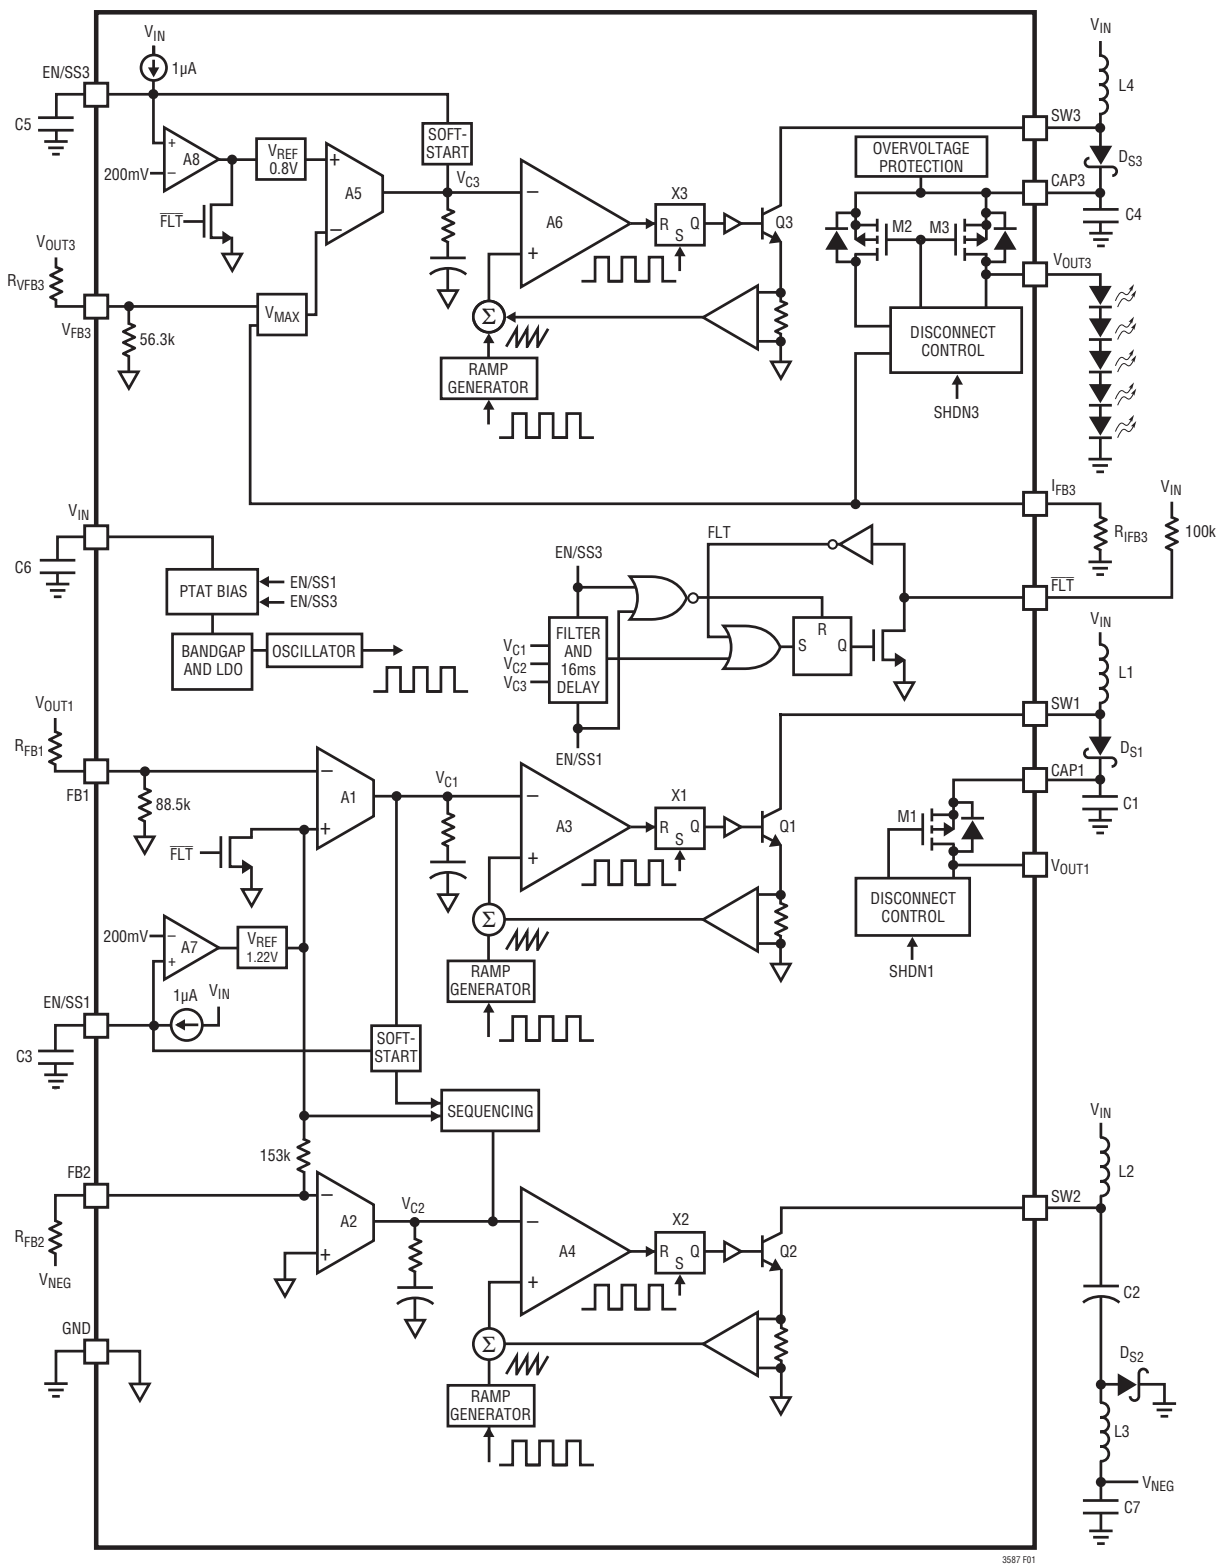 VIN
EN/SS3
1µA
C5
A8
+
−
200mV
VREF
0.8V
SOFT-
START
VC3
A5
+
−
FLT
VOUT3
RVFB3
VFB3
56.3k
VMAX
A6
−
+
X3
R Q
S
Q3
Σ
RAMP
GENERATOR
OVERVOLTAGE
PROTECTION
M2
M3
DISCONNECT
CONTROL
SHDN3
VIN
L4
SW3
DS3
CAP3
C4
VOUT3
IFB3
RIFB3
VIN
100k
FLT
VIN
C6
PTAT BIAS
EN/SS1
EN/SS3
BANDGAP
AND LDO
OSCILLATOR
FLT
EN/SS3
VC1
VC2
VC3
FILTER
AND
16ms
DELAY
EN/SS1
R
S Q
VIN
L1
SW1
DS1
CAP1
C1
VOUT1
VOUT1
RFB1
FB1
88.5k
FLT
A1
−
+
VC1
A3
−
+
X1
R Q
S
Q1
M1
DISCONNECT
CONTROL
SHDN1
200mV
−
+
A7
VREF
1.22V
Σ
RAMP
GENERATOR
EN/SS1
1µA
VIN
C3
SOFT-
START
SEQUENCING
153k
FB2
RFB2
VNEG
A2
−
+
VC2
A4
−
+
X2
R Q
S
Q2
Σ
RAMP
GENERATOR
GND
VIN
L2
SW2
C2
DS2
L3
VNEG
C7
3587 F01